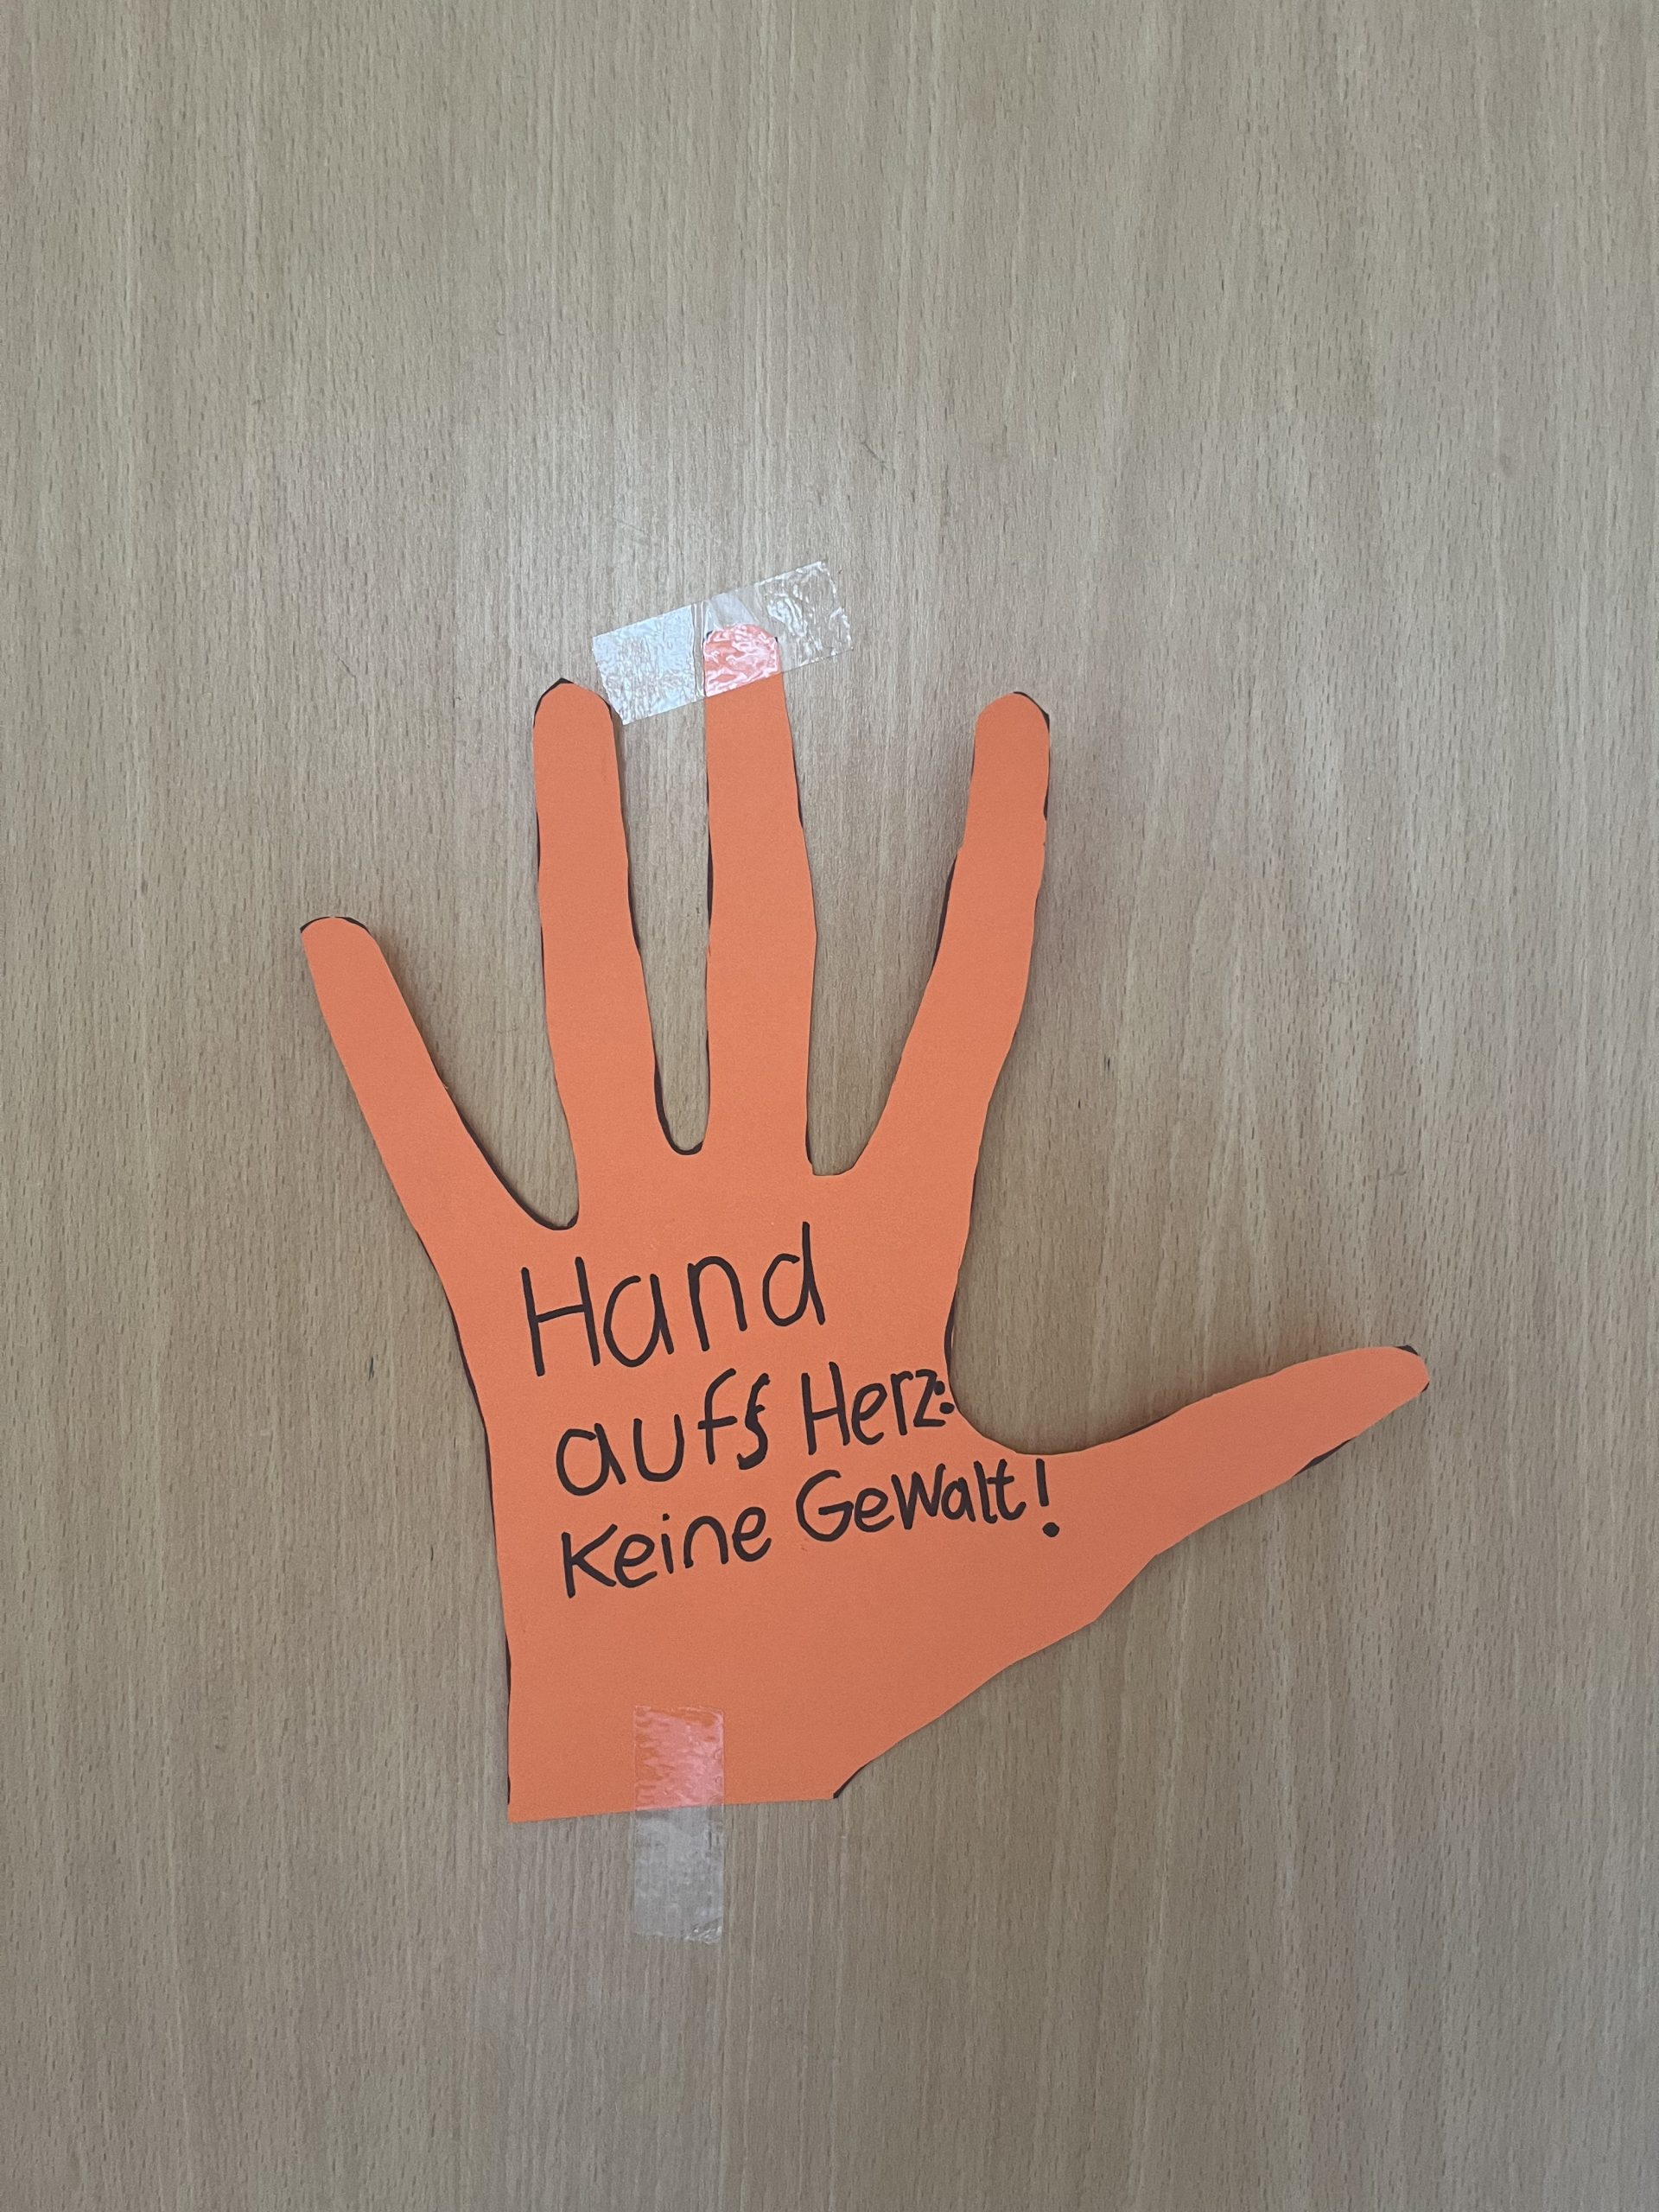 Hand
aufs Herz:
Keine Gewalt!